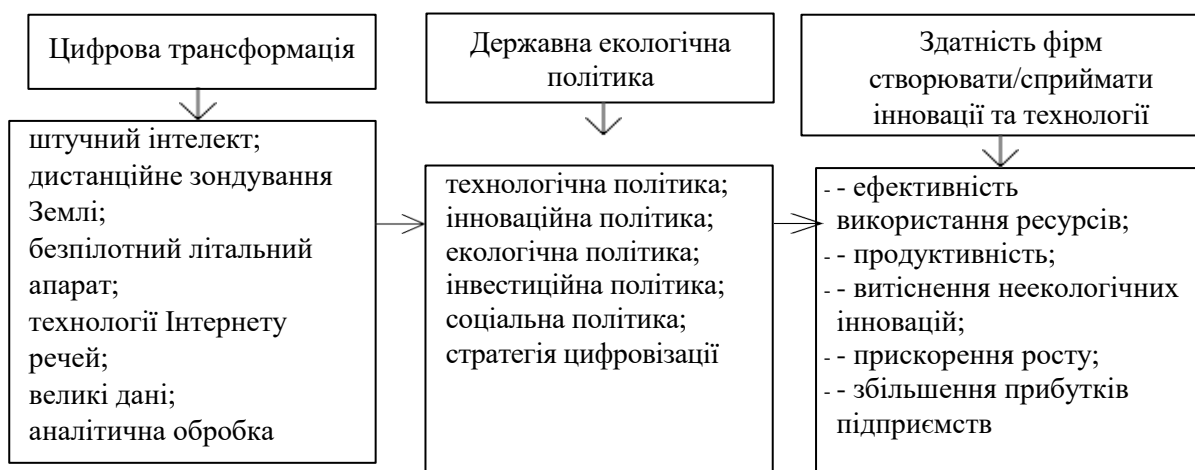 Цифрова трансформація
штучний інтелект;
дистанційне зондування
Землі;
безпілотний літальний
апарат;
технології Інтернету
речей;
великі дані;
аналітична обробка
Державна екологічна
політика
технологічна політика;
інноваційна політика;
екологічна політика;
інвестиційна політика;
соціальна політика;
стратегія цифровізації
Здатність фірм
створювати/сприймати
інновації та технології
- - ефективність
використання ресурсів;
- - продуктивність;
- - витіснення неекологічних
інновацій;
- - прискорення росту;
- - збільшення прибутків
підприємств